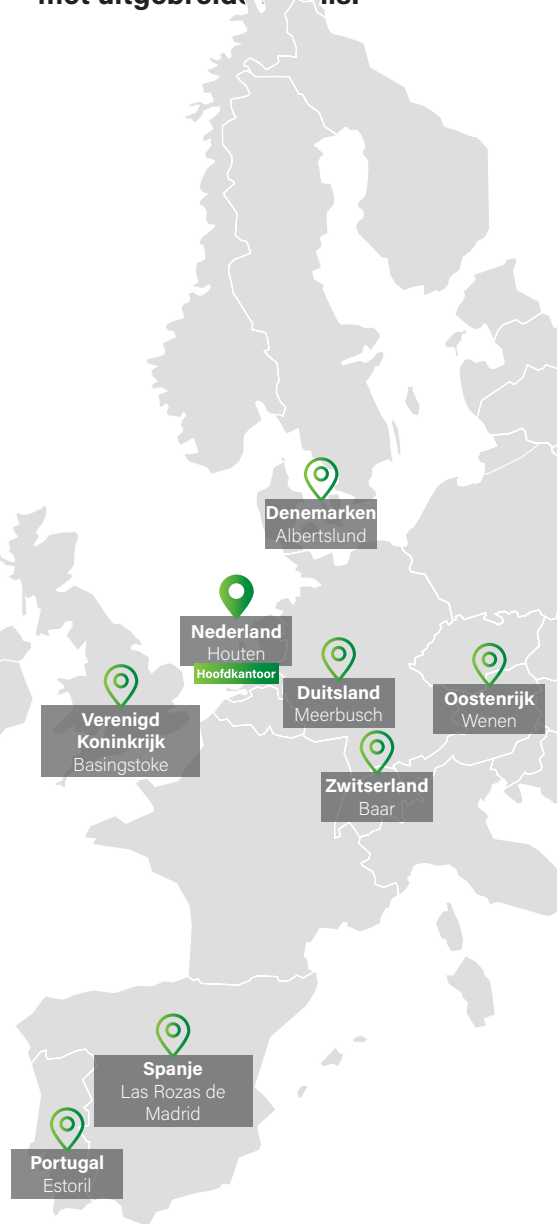 met
Denemarken
Albertslund
Nederland
Houten
Hoofdkantoor
Duitsland
Meerbusch
Oostenrijk
Wenen
Verenigd
Koninkrijk
Basingstoke
Zwitserland
Baar
Spanje
Las Rozas de
Madrid
Portugal
Estoril